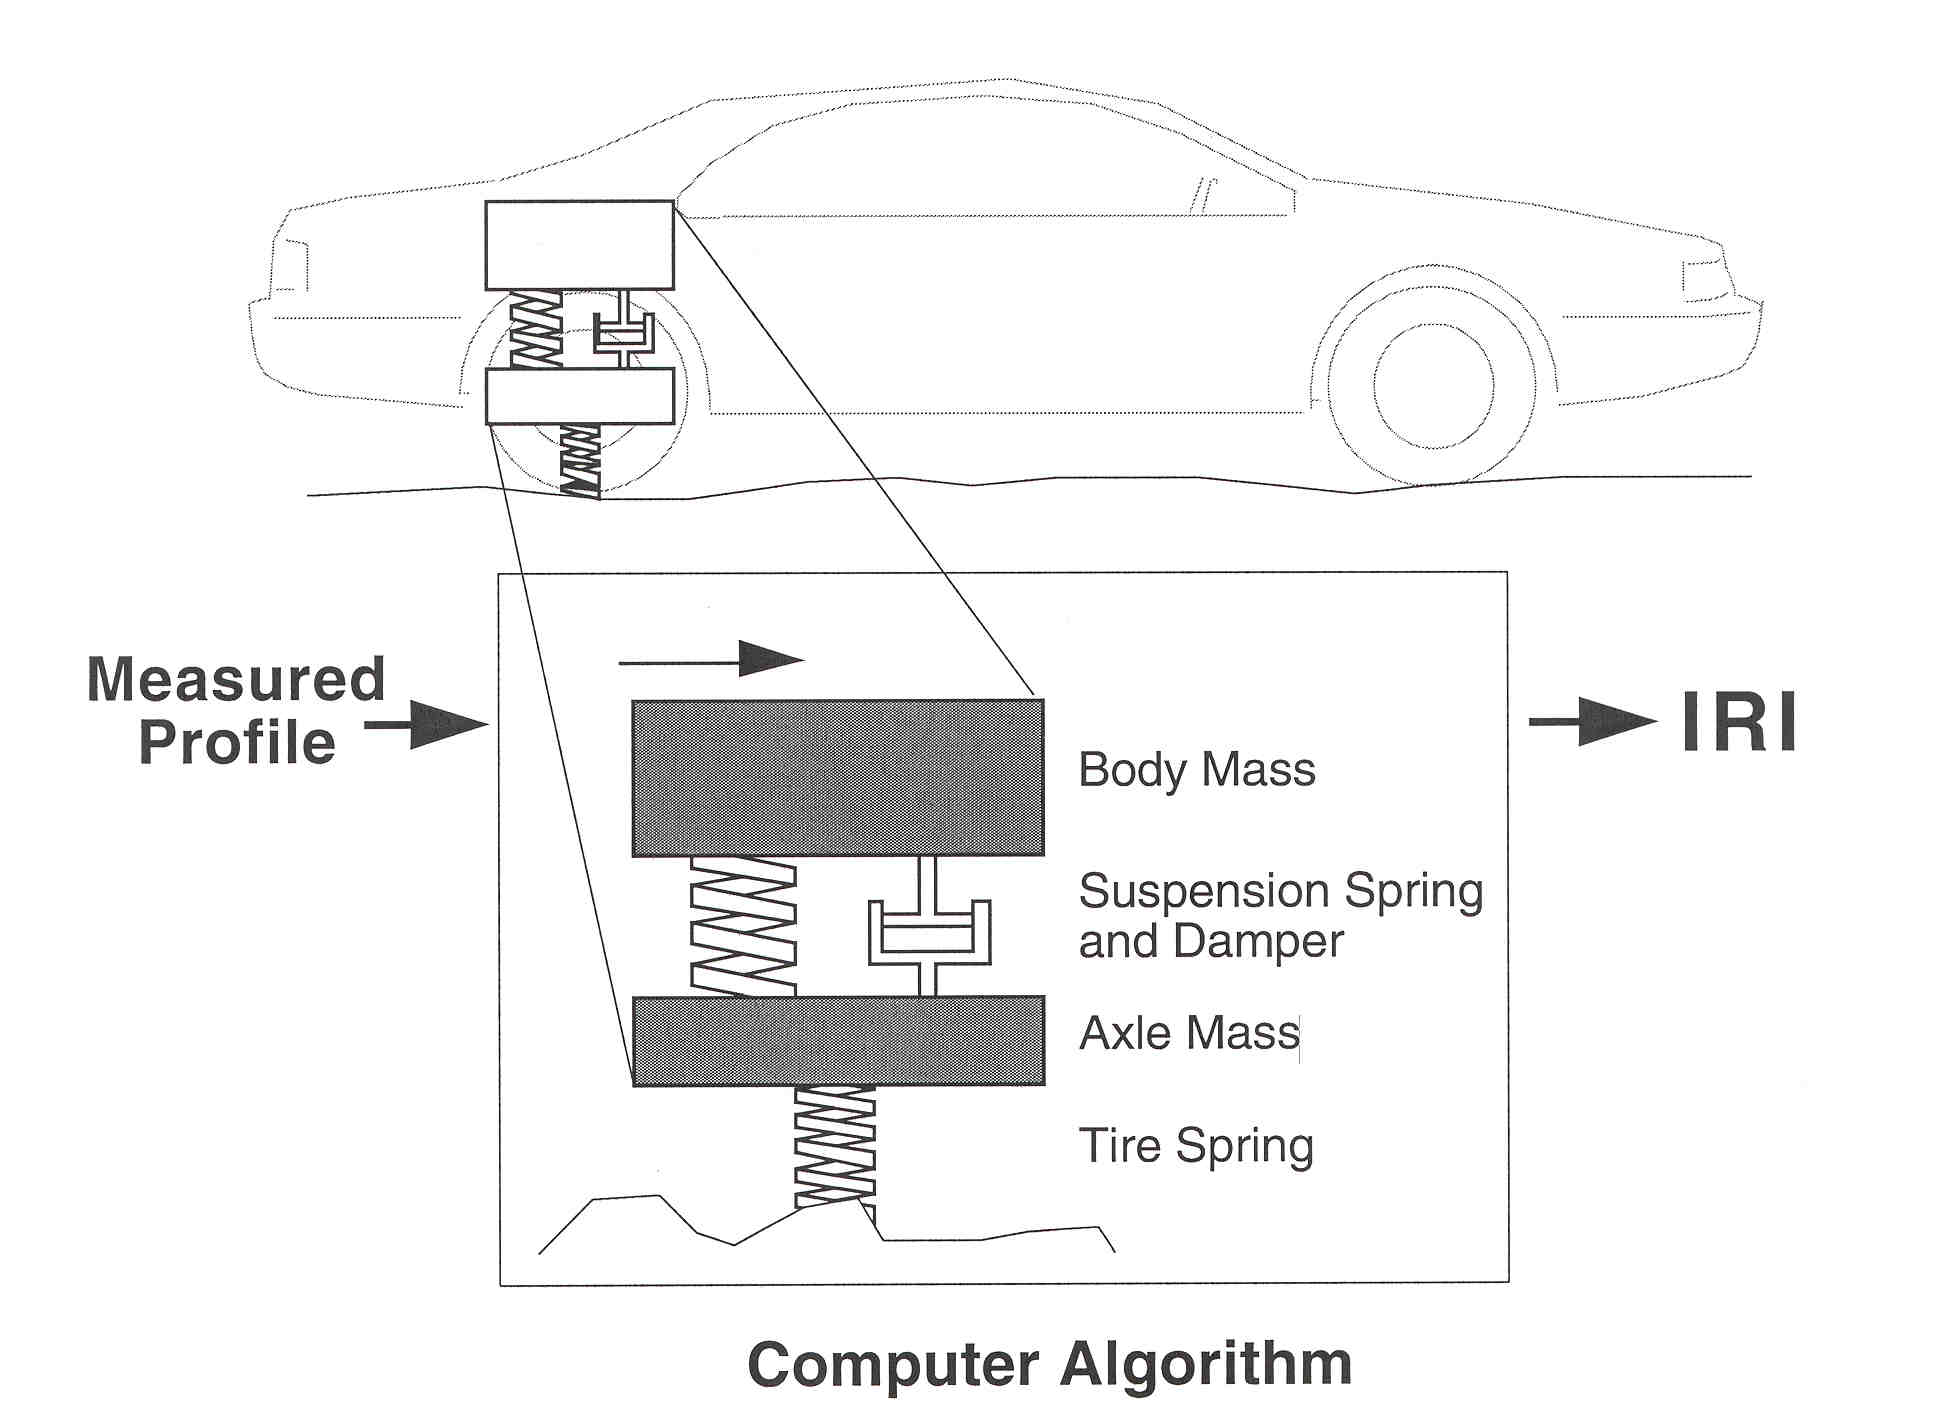 Measured
Profile
IRI
Body Mass
Suspension Spring
and Damper
Axle Mass
Tire Spring
Computer Algorithm